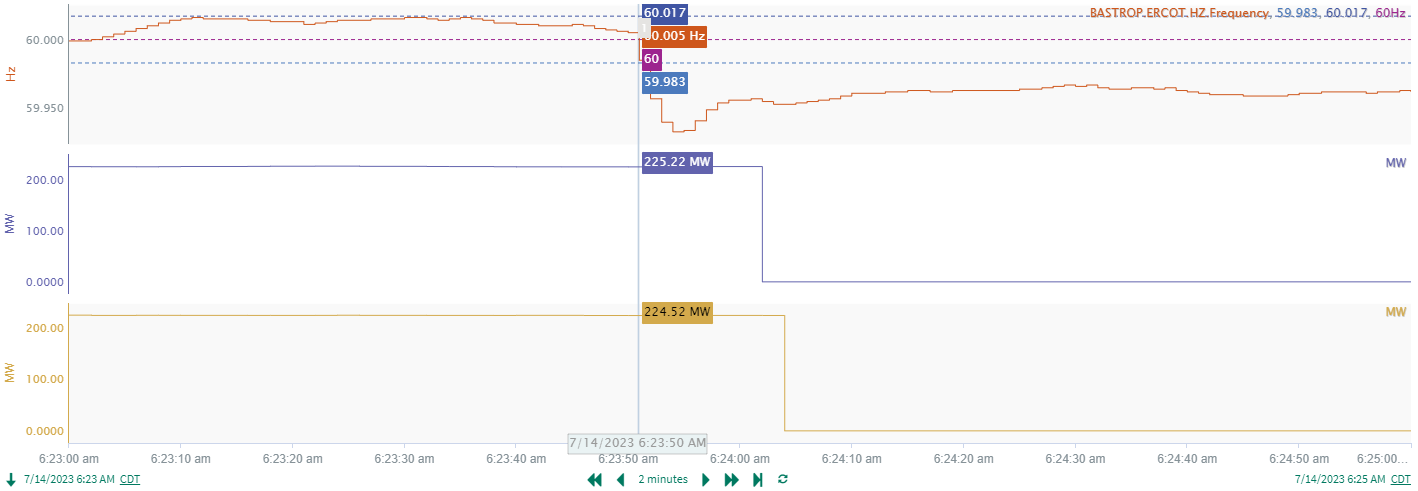 60.017
BASTROP.ERCOT.HZ.Frequency, 59.983, 60.017, 60Hz
60.005 Hz
60.000
60
59.983
Hz
59.950
225.22 MW
MW
200.00
MW
100.00
0.0000
224.52 MW
MW
200.00
MW
100.00
0.0000
7/14/2023 6:23:50 AM
6:23:00 am 6:23:10 am 6:23:20 am 6:23:30 am 6:23:40 am 6:23:50 am 6:24:00 am 6:24:10 am 6:24:20 am 6:24:30 am 6:24:40 am 6:24:50 am 6:25:00...
7/14/2023 6:23 AM CDT 2 minutes 7/14/2023 6:25 AM CDT